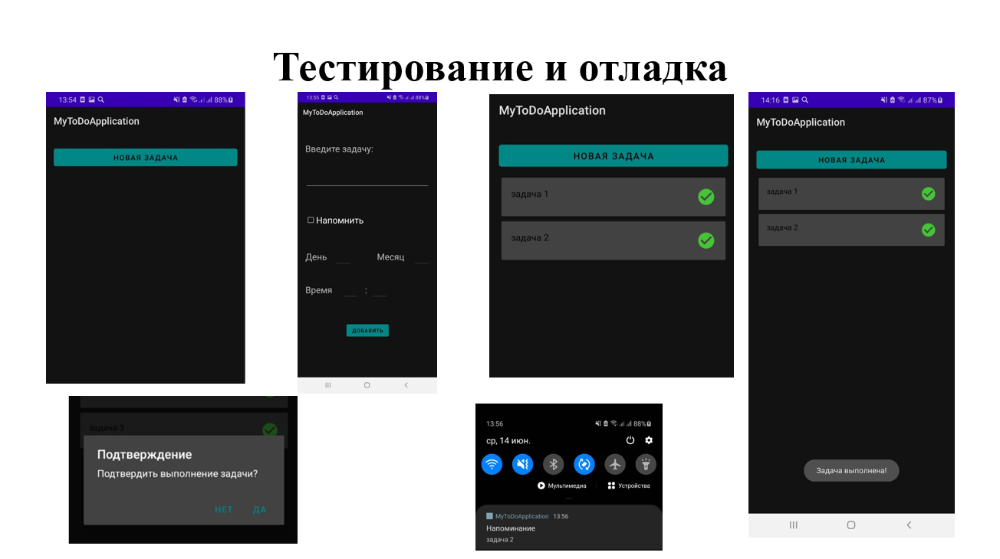 Тестирование и отладка
13:54 88%
MyToDoApplication
НОВАЯ ЗАДАЧА
13:55 88%
MyToDoApplication
Введите задачу:
Напомнить
День Месяц
Время :
ДОБАВИТЬ
MyToDoApplication
НОВАЯ ЗАДАЧА
задача 1
задача 2
14:16 87%
MyToDoApplication
НОВАЯ ЗАДАЧА
задача 1
задача 2
Задача выполнена!
задача 3
Подтверждение
Подтвердить выполнение задачи?
НЕТ ДА
13:56 88%
ср, 14 июн.
Мультимедиа Устройства
MyToDoApplication 13:56
Напоминание
задача 2